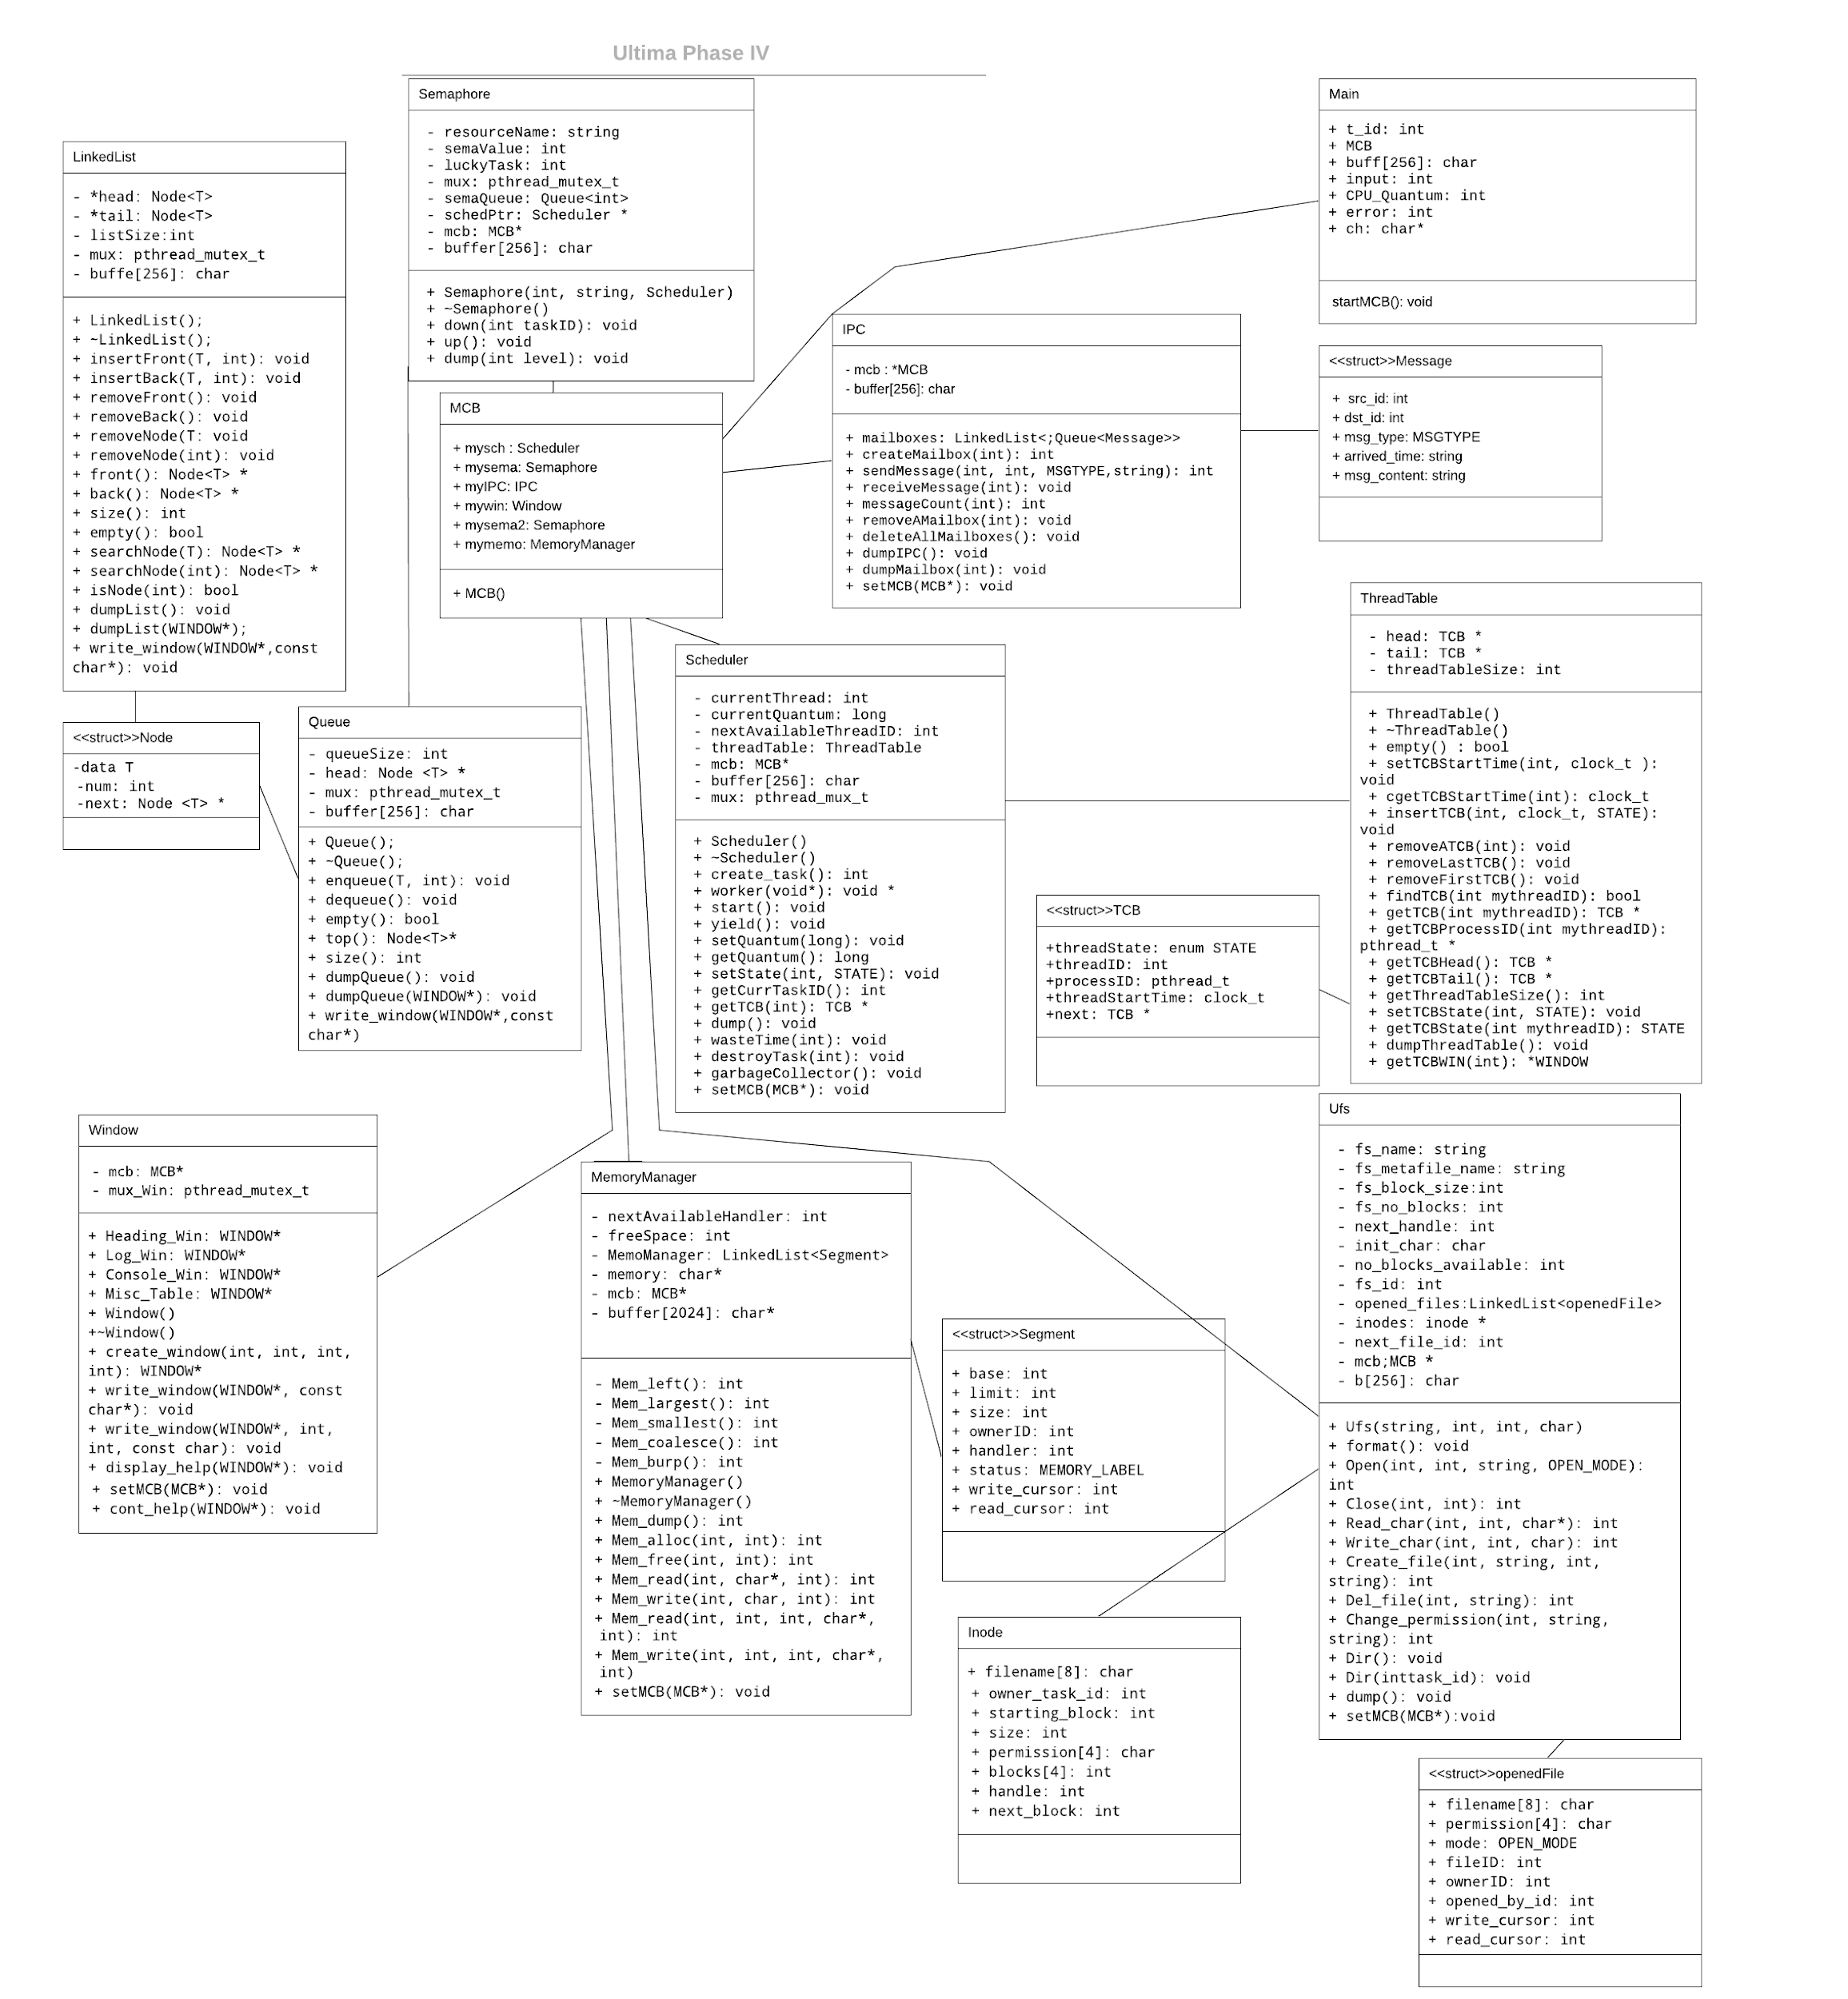 Ultima Phase IV
Semaphore
- resourceName: string
- semaValue: int
- luckyTask: int
- mux: pthread_mutex_t
- semaQueue: Queue<int>
- schedPtr: Scheduler *
- mcb: MCB*
- buffer[256]: char
+ Semaphore(int, string, Scheduler)
+ ~Semaphore()
+ down(int taskID): void
+ up(): void
+ dump(int level): void
Main
+ t_id: int
+ MCB
+ buff[256]: char
+ input: int
+ CPU_Quantum: int
+ error: int
+ ch: char*
startMCB(): void
LinkedList
- *head: Node<T>
- *tail: Node<T>
- listSize:int
- mux: pthread_mutex_t
- buffe[256]: char
+ LinkedList();
+ ~LinkedList();
+ insertFront(T, int): void
+ insertBack(T, int): void
+ removeFront(): void
+ removeBack(): void
+ removeNode(T: void
+ removeNode(int): void
+ front(): Node<T> *
+ back(): Node<T> *
+ size(): int
+ empty(): bool
+ searchNode(T): Node<T> *
+ searchNode(int): Node<T> *
+ isNode(int): bool
+ dumpList(): void
+ dumpList(WINDOW*);
+ write_window(WINDOW*,const
char*): void
MCB
+ mysch : Scheduler
+ mysema: Semaphore
+ myIPC: IPC
+ mywin: Window
+ mysema2: Semaphore
+ mymemo: MemoryManager
+ MCB()
IPC
- mcb : *MCB
- buffer[256]: char
+ mailboxes: LinkedList<;Queue<Message>>
+ createMailbox(int): int
+ sendMessage(int, int, MSGTYPE,string): int
+ receiveMessage(int): void
+ messageCount(int): int
+ removeAMailbox(int): void
+ deleteAllMailboxes(): void
+ dumpIPC(): void
+ dumpMailbox(int): void
+ setMCB(MCB*): void
<<struct>>Message
+ src_id: int
+ dst_id: int
+ msg_type: MSGTYPE
+ arrived_time: string
+ msg_content: string
ThreadTable
- head: TCB *
- tail: TCB *
- threadTableSize: int
+ ThreadTable()
+ ~ThreadTable()
+ empty() : bool
+ setTCBStartTime(int, clock_t ):
void
+ cgetTCBStartTime(int): clock_t
+ insertTCB(int, clock_t, STATE):
void
+ removeATCB(int): void
+ removeLastTCB(): void
+ removeFirstTCB(): void
+ findTCB(int mythreadID): bool
+ getTCB(int mythreadID): TCB *
+ getTCBProcessID(int mythreadID):
pthread_t *
+ getTCBHead(): TCB *
+ getTCBTail(): TCB *
+ getThreadTableSize(): int
+ setTCBState(int, STATE): void
+ getTCBState(int mythreadID): STATE
+ dumpThreadTable(): void
+ getTCBWIN(int): *WINDOW
Scheduler
- currentThread: int
- currentQuantum: long
- nextAvailableThreadID: int
- threadTable: ThreadTable
- mcb: MCB*
- buffer[256]: char
- mux: pthread_mux_t
+ Scheduler()
+ ~Scheduler()
+ create_task(): int
+ worker(void*): void *
+ start(): void
+ yield(): void
+ setQuantum(long): void
+ getQuantum(): long
+ setState(int, STATE): void
+ getCurrTaskID(): int
+ getTCB(int): TCB *
+ dump(): void
+ wasteTime(int): void
+ destroyTask(int): void
+ garbageCollector(): void
+ setMCB(MCB*): void
<<struct>>Node
-data T
-num: int
-next: Node <T> *
Queue
- queueSize: int
- head: Node <T> *
- mux: pthread_mutex_t
- buffer[256]: char
+ Queue();
+ ~Queue();
+ enqueue(T, int): void
+ dequeue(): void
+ empty(): bool
+ top(): Node<T>*
+ size(): int
+ dumpQueue(): void
+ dumpQueue(WINDOW*): void
+ write_window(WINDOW*,const
char*)
<<struct>>TCB
+threadState: enum STATE
+threadID: int
+processID: pthread_t
+threadStartTime: clock_t
+next: TCB *
Window
- mcb: MCB*
- mux_Win: pthread_mutex_t
+ Heading_Win: WINDOW*
+ Log_Win: WINDOW*
+ Console_Win: WINDOW*
+ Misc_Table: WINDOW*
+ Window()
+~Window()
+ create_window(int, int, int,
int): WINDOW*
+ write_window(WINDOW*, const
char*): void
+ write_window(WINDOW*, int,
int, const char): void
+ display_help(WINDOW*): void
+ setMCB(MCB*): void
+ cont_help(WINDOW*): void
MemoryManager
- nextAvailableHandler: int
- freeSpace: int
- MemoManager: LinkedList<Segment>
- memory: char*
- mcb: MCB*
- buffer[2024]: char*
- Mem_left(): int
- Mem_largest(): int
- Mem_smallest(): int
- Mem_coalesce(): int
- Mem_burp(): int
+ MemoryManager()
+ ~MemoryManager()
+ Mem_dump(): int
+ Mem_alloc(int, int): int
+ Mem_free(int, int): int
+ Mem_read(int, char*, int): int
+ Mem_write(int, char, int): int
+ Mem_read(int, int, int, char*,
int): int
+ Mem_write(int, int, int, char*,
int)
+ setMCB(MCB*): void
<<struct>>Segment
+ base: int
+ limit: int
+ size: int
+ ownerID: int
+ handler: int
+ status: MEMORY_LABEL
+ write_cursor: int
+ read_cursor: int
Ufs
- fs_name: string
- fs_metafile_name: string
- fs_block_size:int
- fs_no_blocks: int
- next_handle: int
- init_char: char
- no_blocks_available: int
- fs_id: int
- opened_files:LinkedList<openedFile>
- inodes: inode *
- next_file_id: int
- mcb;MCB *
- b[256]: char
+ Ufs(string, int, int, char)
+ format(): void
+ Open(int, int, string, OPEN_MODE):
int
+ Close(int, int): int
+ Read_char(int, int, char*): int
+ Write_char(int, int, char): int
+ Create_file(int, string, int,
string): int
+ Del_file(int, string): int
+ Change_permission(int, string,
string): int
+ Dir(): void
+ Dir(inttask_id): void
+ dump(): void
+ setMCB(MCB*):void
Inode
+ filename[8]: char
+ owner_task_id: int
+ starting_block: int
+ size: int
+ permission[4]: char
+ blocks[4]: int
+ handle: int
+ next_block: int
<<struct>>openedFile
+ filename[8]: char
+ permission[4]: char
+ mode: OPEN_MODE
+ fileID: int
+ ownerID: int
+ opened_by_id: int
+ write_cursor: int
+ read_cursor: int